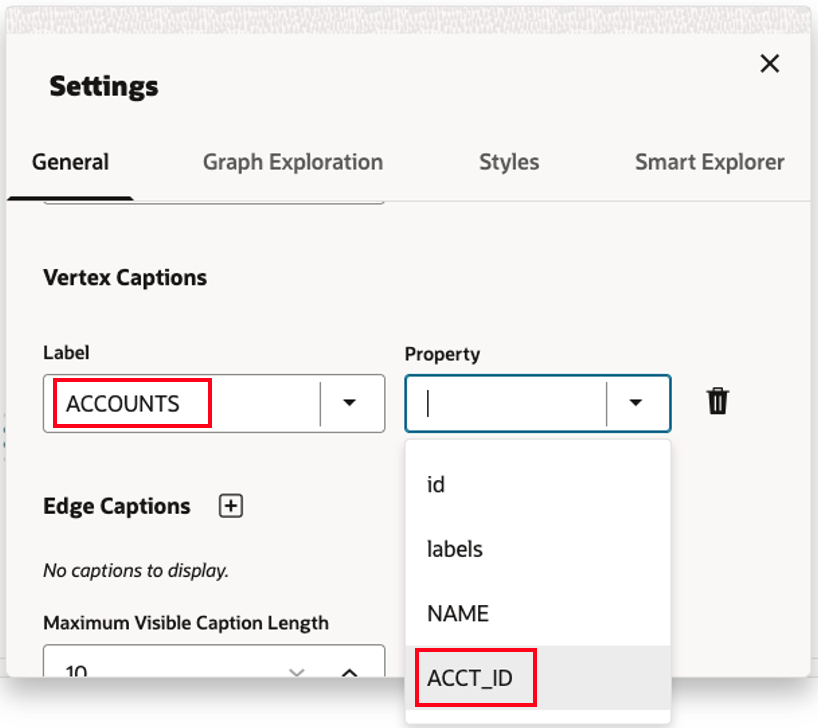 Settings
General Graph Exploration Styles Smart Explorer
Vertex Captions
Label Property
ACCOUNTS
id
Edge Captions
labels
No captions to display.
NAME
Maximum Visible Caption Length
ACCT_ID
10